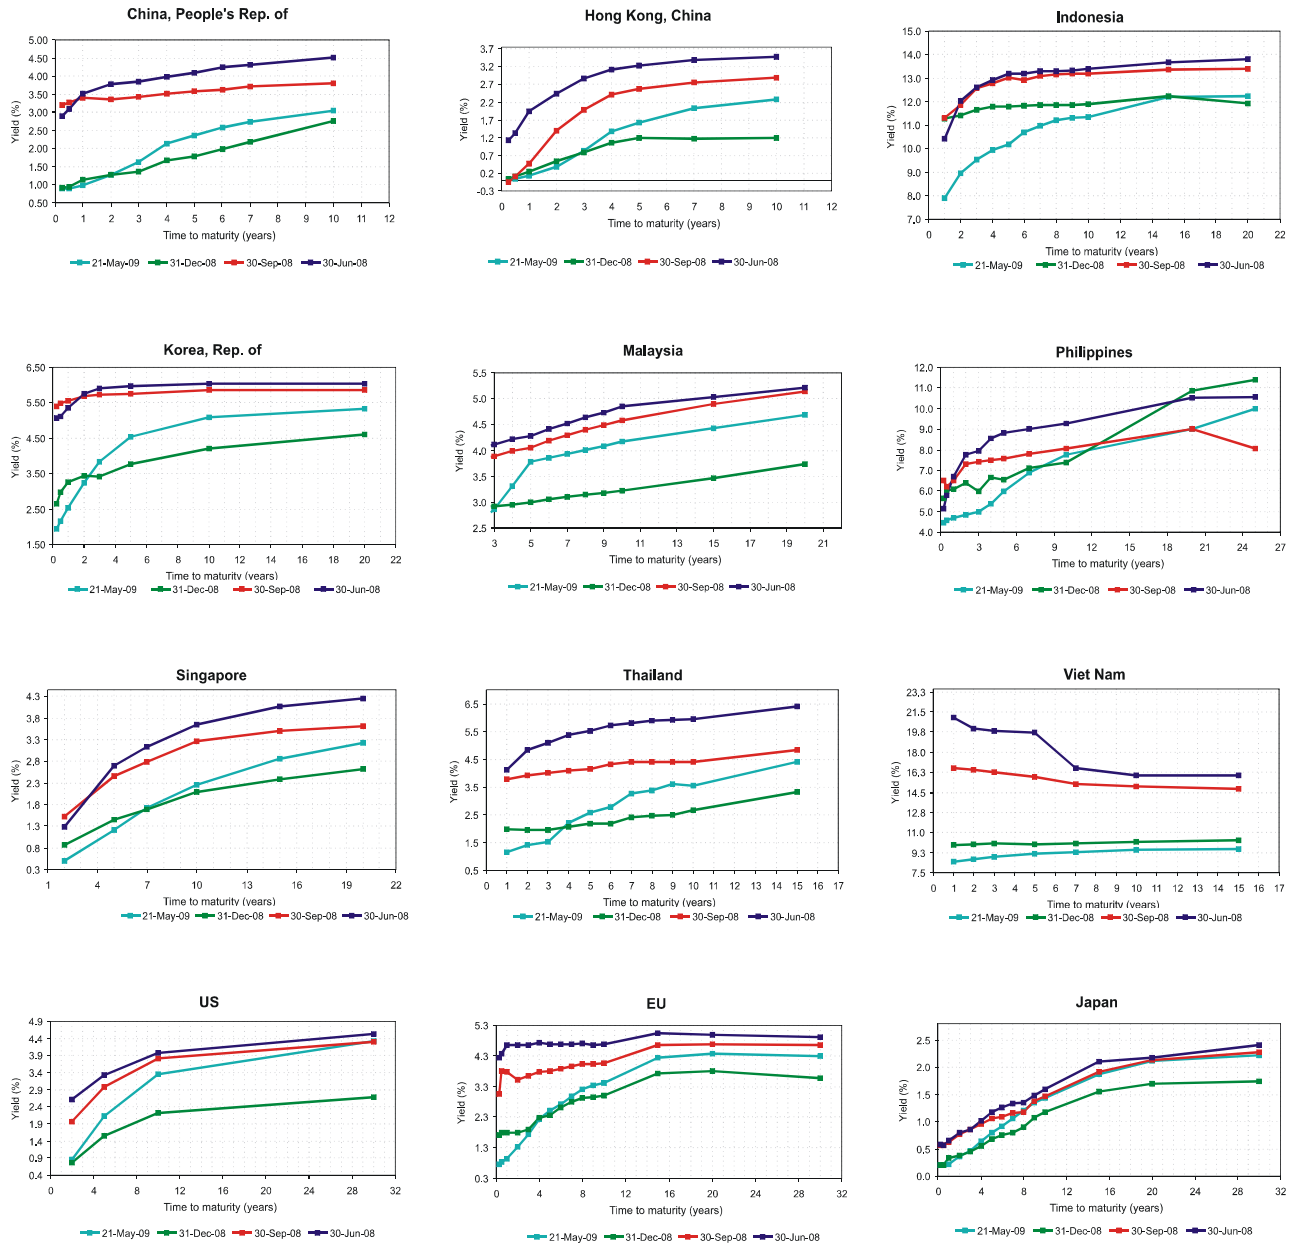 China, People's Rep. of
Yield (%)
5.00
4.50
4.00
3.50
3.00
2.50
2.00
1.50
1.00
0.50
0 1 2 3 4 5 6 7 8 9 10 11 12
Time to maturity (years)
21-May-09 31-Dec-08 30-Sep-08 30-Jun-08
Hong Kong, China
Yield (%)
3.7
3.2
2.7
2.2
1.7
1.2
0.7
0.2
-0.3
0 1 2 3 4 5 6 7 8 9 10 11 12
Time to maturity (years)
21-May-09 31-Dec-08 30-Sep-08 30-Jun-08
Indonesia
Yield (%)
15.0
14.0
13.0
12.0
11.0
10.0
9.0
8.0
7.0
0 2 4 6 8 10 12 14 16 18 20 22
Time to maturity (years)
21-May-09 31-Dec-08 30-Sep-08 30-Jun-08
Korea, Rep. of
Yield (%)
6.50
5.50
4.50
3.50
2.50
1.50
0 2 4 6 8 10 12 14 16 18 20 22
Time to maturity (years)
21-May-09 31-Dec-08 30-Sep-08 30-Jun-08
Malaysia
Yield (%)
5.5
5.0
4.5
4.0
3.5
3.0
2.5
3 5 7 9 11 13 15 17 19 21
Time to maturity (years)
21-May-09 31-Dec-08 30-Sep-08 30-Jun-08
Philippines
Yield (%)
12.0
11.0
10.0
9.0
8.0
7.0
6.0
5.0
4.0
0 3 6 9 12 15 18 21 24 27
Time to maturity (years)
21-May-09 31-Dec-08 30-Sep-08 30-Jun-08
Singapore
Yield (%)
4.3
3.8
3.3
2.8
2.3
1.8
1.3
0.8
0.3
1 4 7 10 13 16 19 22
Time to maturity (years)
21-May-09 31-Dec-08 30-Sep-08 30-Jun-08
Thailand
Yield (%)
6.5
5.5
4.5
3.5
2.5
1.5
0.5
0 1 2 3 4 5 6 7 8 9 10 11 12 13 14 15 16 17
Time to maturity (years)
21-May-09 31-Dec-08 30-Sep-08 30-Jun-08
Viet Nam
Yield (%)
23,3
21.5
19.8
18.0
16.3
14.5
12.8
11.0
9.3
7.5
0 1 2 3 4 5 6 7 8 9 10 11 12 13 14 15 16 17
Time to maturity (years)
21-May-09 31-Dec-08 30-Sep-08 30-Jun-08
US
Yield (%)
4.9
4.4
3.9
3.4
2.9
2.4
1.9
1.4
0.9
0.4
0 4 8 12 16 20 24 28 32
Time to maturity (years)
21-May-09 31-Dec-08 30-Sep-08 30-Jun-08
EU
Yield (%)
5.3
4.3
3.3
2.3
1.3
0.3
0 4 8 12 16 20 24 28 32
Time to maturity (years)
21-May-09 31-Dec-08 30-Sep-08 30-Jun-08
Japan
Yield (%)
2.5
2.0
1.5
1.0
0.5
0.0
0 4 8 12 16 20 24 28 32
Time to maturity (years)
21-May-09 31-Dec-08 30-Sep-08 30-Jun-08